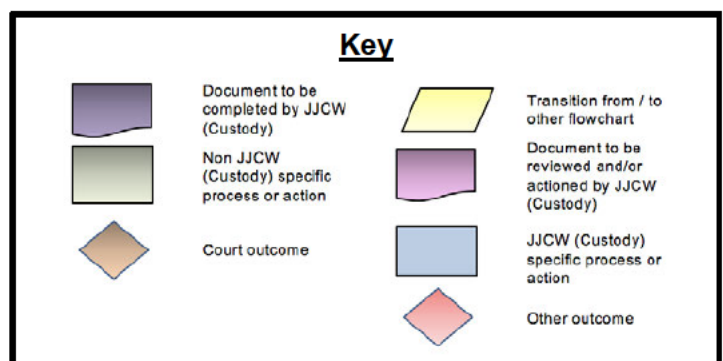 Key
Document to be
completed by JJCW
(Custody)
Non JJCW
(Custody) specific
process or action
Court outcome
Transition from / to
other flowchart
Document to be
reviewed and/or
actioned by JJCW
(Custody)
JJCW (Custody)
specific process or
action
Other outcome